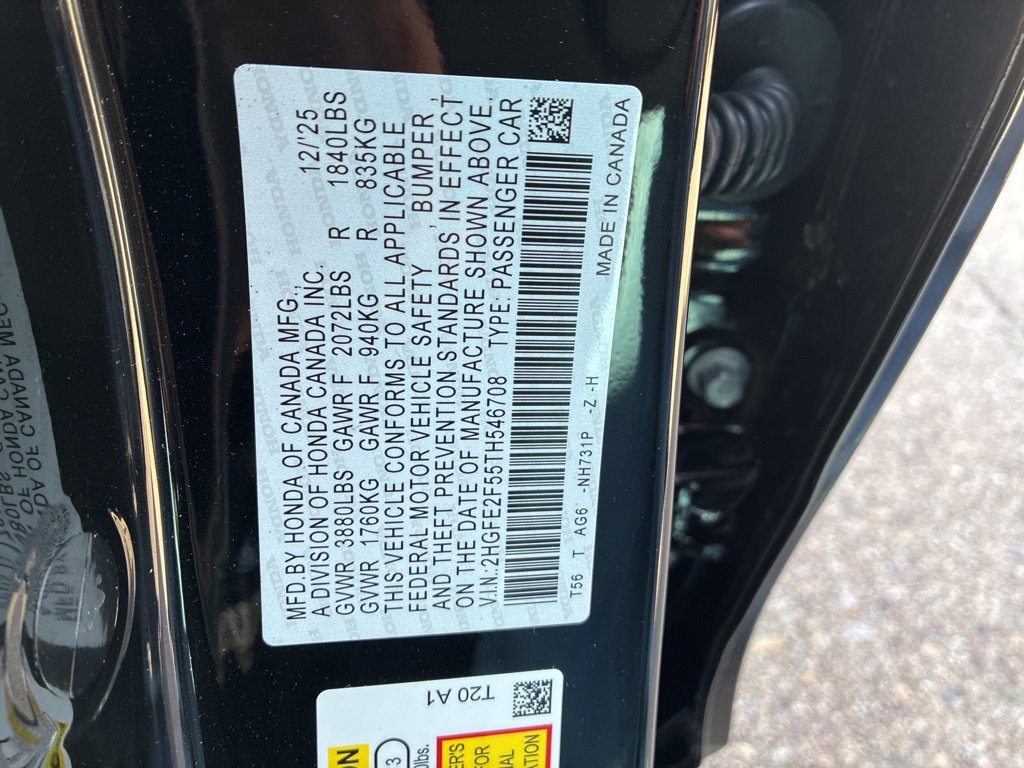 MFD.BY HONDA OF CANADA MFG., 12/'25
A DIVISION OF HONDA CANADA INC.
GVWR 3880LBS GAWR F 2072LBS R 1840LBS
GVWR 1760KG GAWR F 940KG R 835KG
THIS VEHICLE CONFORMS TO ALL APPLICABLE
FEDERAL MOTOR VEHICLE SAFETY, BUMPER,
AND THEFT PREVENTION STANDARDS, IN EFFECT
ON THE DATE OF MANUFACTURE SHOWN ABOVE.
V.I.N.:2HGFE2F55TH546708 TYPE: PASSENGER CAR
T56 T AG6 -NH731P -Z -H
MADE IN CANADA
T20 A1